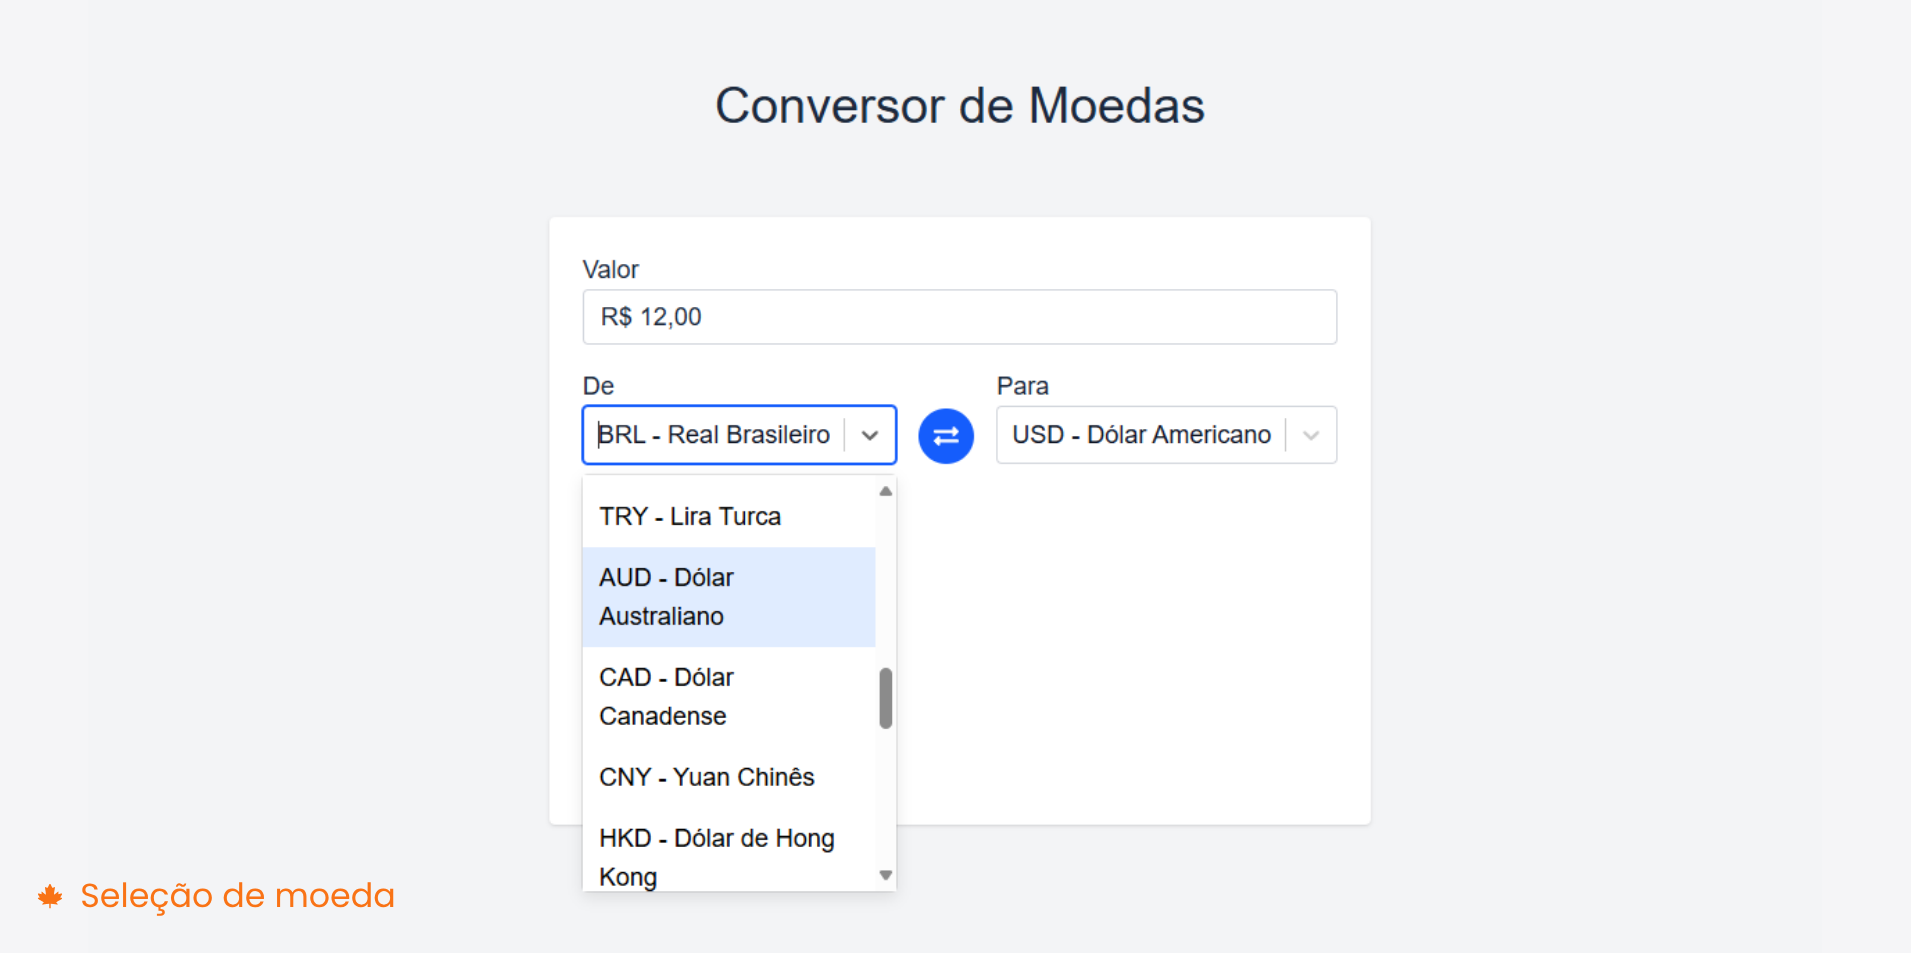 Conversor de Moedas
Valor
R$ 12,00
De
Para
BRL - Real Brasileiro
USD - Dólar Americano
TRY - Lira Turca
AUD - Dólar
Australiano
CAD - Dólar
Canadense
CNY - Yuan Chinês
HKD - Dólar de Hong
Kong
Seleção de moeda